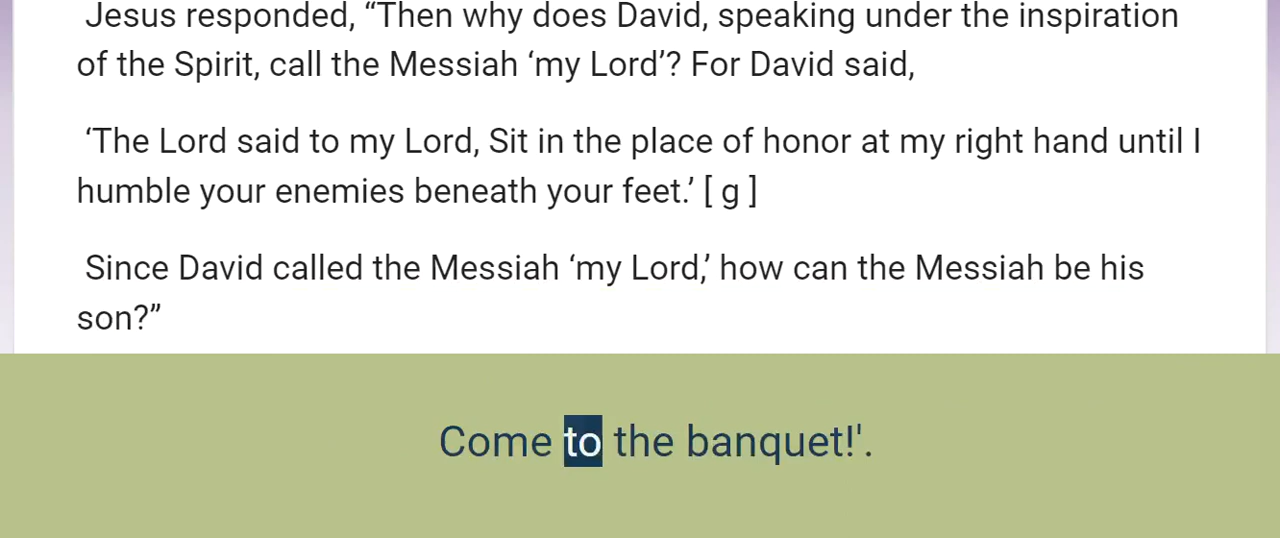 Jesus responded, “Then why does David, speaking under the inspiration
of the Spirit, call the Messiah ‘my Lord’? For David said,
‘The Lord said to my Lord, Sit in the place of honor at my right hand until I
humble your enemies beneath your feet.’ [ g ]
Since David called the Messiah ‘my Lord,’ how can the Messiah be his
son?”
Come to the banquet!'.